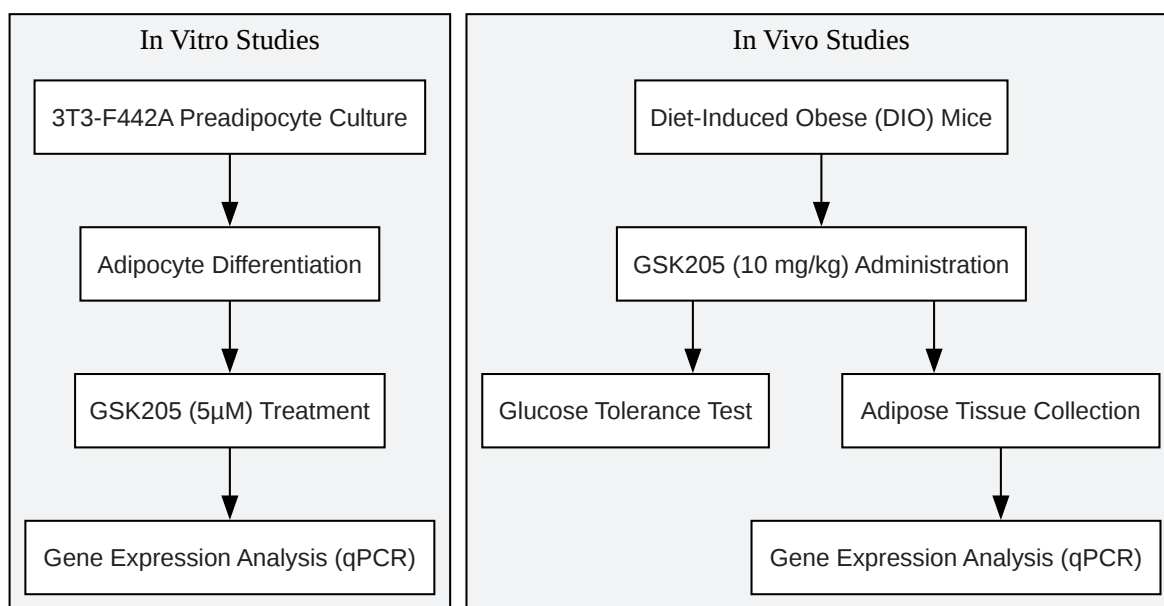 In Vitro Studies
3T3-F442A Preadipocyte Culture
Adipocyte Differentiation
GSK205 (5µM) Treatment
Gene Expression Analysis (qPCR)
In Vivo Studies
Diet-Induced Obese (DIO) Mice
GSK205 (10 mg/kg) Administration
Glucose Tolerance Test
Adipose Tissue Collection
Gene Expression Analysis (qPCR)